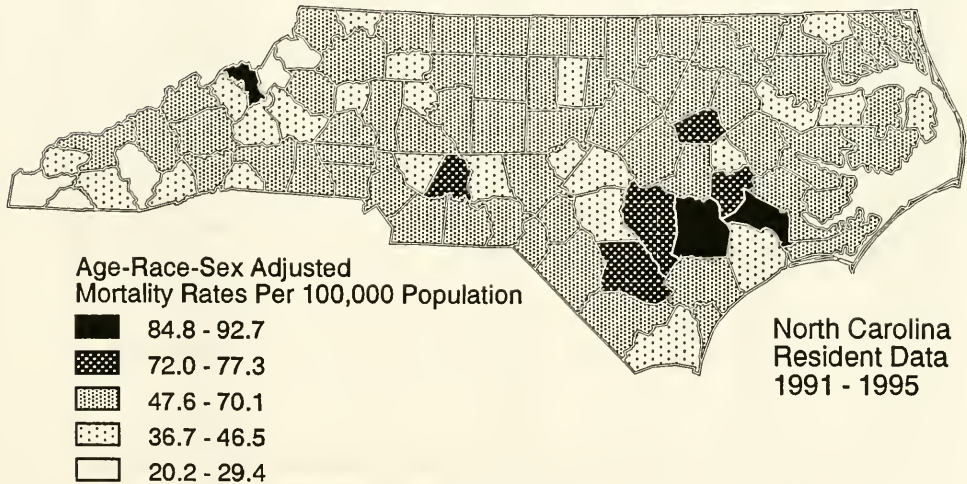 Age-Race-Sex Adjusted
Mortality Rates Per 100,000 Population
84.8 - 92.7
72.0 - 77.3
47.6 - 70.1
36.7 - 46.5
20.2 - 29.4
North Carolina
Resident Data
1991 - 1995